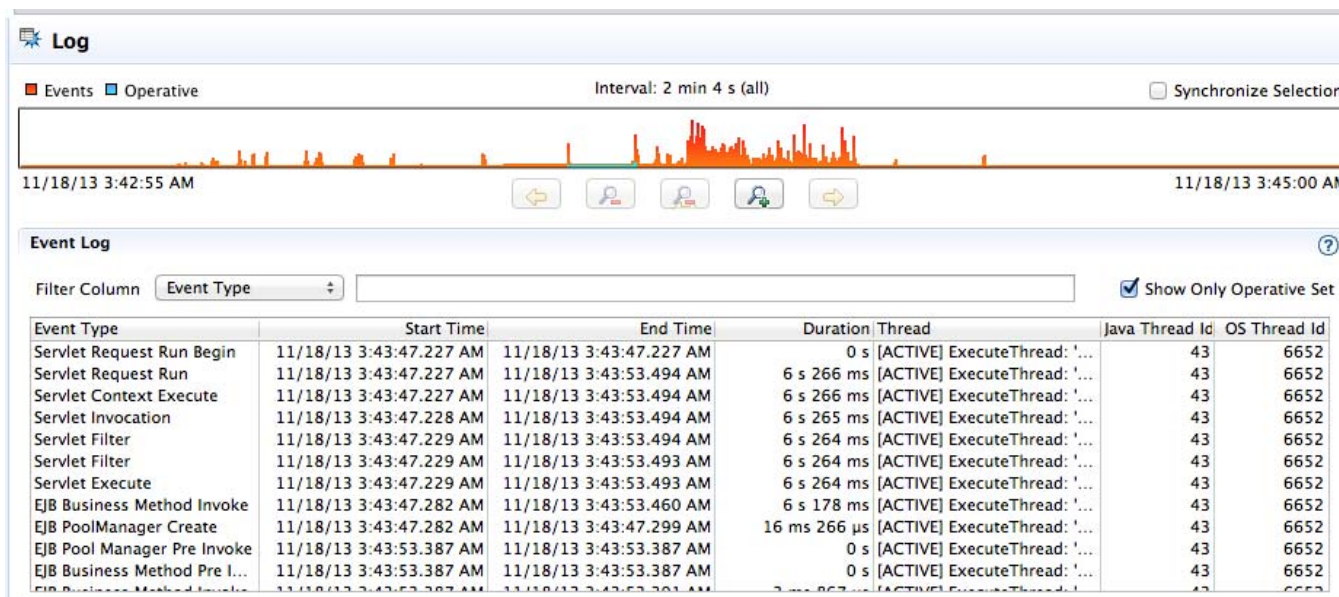 Log
Events Operative Interval: 2 min 4 s (all) Synchronize Selection
11/18/13 3:42:55 AM 11/18/13 3:45:00 AM
Event Log
Filter Column Event Type Show Only Operative Set
Event Type Start Time End Time Duration Thread Java Thread Id OS Thread Id
Servlet Request Run Begin 11/18/13 3:43:47.227 AM 11/18/13 3:43:47.227 AM 0 s [ACTIVE] ExecuteThread: '... 43 6652
Servlet Request Run 11/18/13 3:43:47.227 AM 11/18/13 3:43:53.494 AM 6 s 266 ms [ACTIVE] ExecuteThread: '... 43 6652
Servlet Context Execute 11/18/13 3:43:47.227 AM 11/18/13 3:43:53.494 AM 6 s 266 ms [ACTIVE] ExecuteThread: '... 43 6652
Servlet Invocation 11/18/13 3:43:47.228 AM 11/18/13 3:43:53.494 AM 6 s 265 ms [ACTIVE] ExecuteThread: '... 43 6652
Servlet Filter 11/18/13 3:43:47.229 AM 11/18/13 3:43:53.494 AM 6 s 264 ms [ACTIVE] ExecuteThread: '... 43 6652
Servlet Filter 11/18/13 3:43:47.229 AM 11/18/13 3:43:53.493 AM 6 s 264 ms [ACTIVE] ExecuteThread: '... 43 6652
Servlet Execute 11/18/13 3:43:47.229 AM 11/18/13 3:43:53.493 AM 6 s 264 ms [ACTIVE] ExecuteThread: '... 43 6652
EJB Business Method Invoke 11/18/13 3:43:47.282 AM 11/18/13 3:43:53.460 AM 6 s 178 ms [ACTIVE] ExecuteThread: '... 43 6652
EJB PoolManager Create 11/18/13 3:43:47.282 AM 11/18/13 3:43:47.299 AM 16 ms 266 µs [ACTIVE] ExecuteThread: '... 43 6652
EJB Pool Manager Pre Invoke 11/18/13 3:43:53.387 AM 11/18/13 3:43:53.387 AM 0 s [ACTIVE] ExecuteThread: '... 43 6652
EJB Business Method Pre I... 11/18/13 3:43:53.387 AM 11/18/13 3:43:53.387 AM 0 s [ACTIVE] ExecuteThread: '... 43 6652